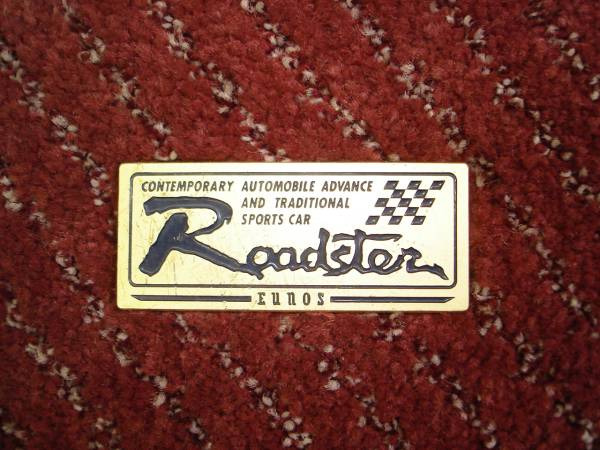 CONTEMPORARY AUTOMOBILE ADVANCE
AND TRADITIONAL
SPORTS CAR
Roadster
EUNOS